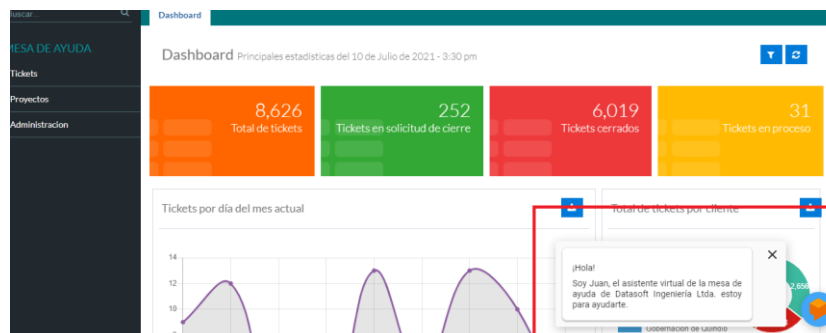 Buscar...
Dashboard
MESA DE AYUDA
Tickets
Proyectos
Administracion
Dashboard Principales estadísticas del 10 de Julio de 2021 - 3:30 pm
8,626
Total de tickets
252
Tickets en solicitud de cierre
6,019
Tickets cerrados
31
Tickets en proceso
Tickets por día del mes actual
Total de tickets por cliente
14
12
10
¡Hola!
Soy Juan, el asistente virtual de la mesa de
ayuda de Datasoft Ingeniería Ltda. estoy
para ayudarte.
2,656
Gobernación de Quindío